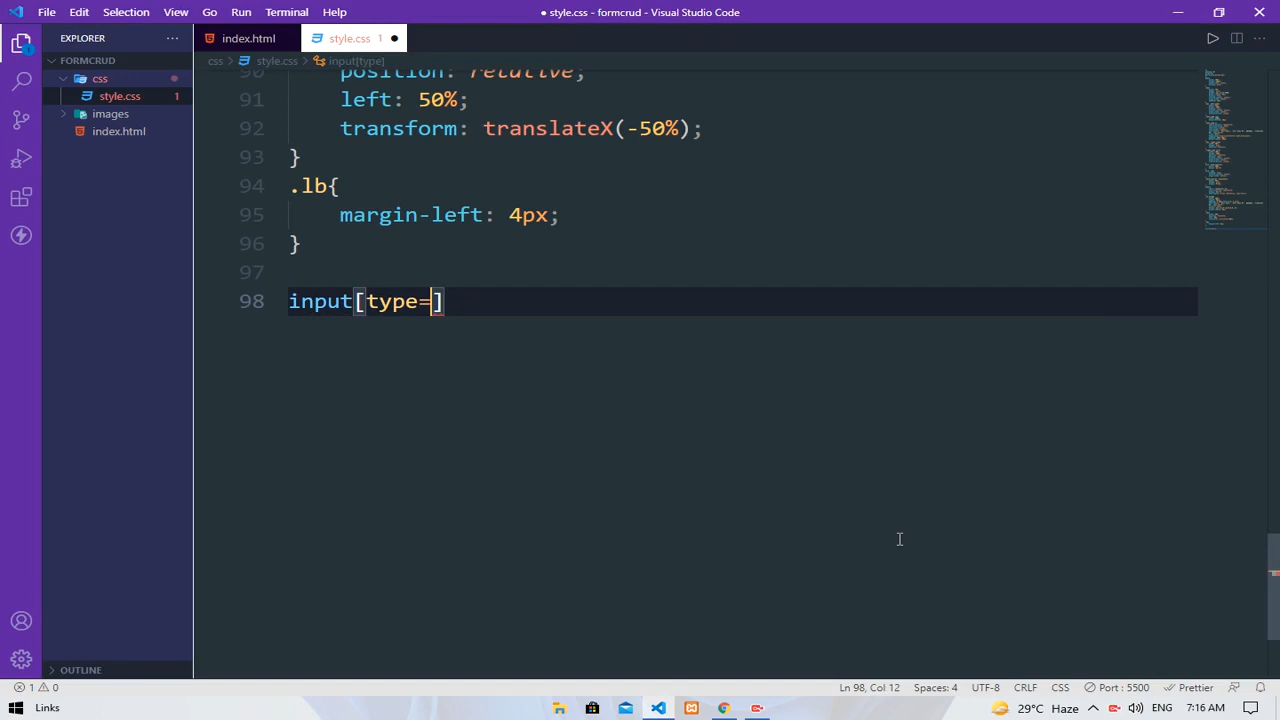 File Edit Selection View Go Run Terminal Help
● style.css - formcrud - Visual Studio Code
EXPLORER
FORMCRUD
css
style.css 1
images
index.html
OUTLINE
index.html style.css 1 ●
css > style.css > input[type]
90 position: relative;
91 left: 50%;
92 transform: translateX(-50%);
93 }
94 .lb{
95 margin-left: 4px;
96 }
97
98 input[type=]
1 0 Ln 98, Col 12 Spaces: 4 UTF-8 CRLF CSS Port : 5500 Prettier
Links 29°C Haze ENG 7:16 AM